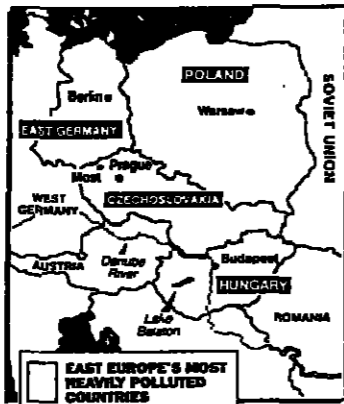 POLAND
Berlin
Warsaw
SOVIET UNION
EAST GERMANY
Prague
Most
CZECHOSLOVAKIA
WEST
GERMANY
AUSTRIA
Danube
River
Budapest
HUNGARY
Lake
Balaton
ROMANIA
EAST EUROPE'S MOST
HEAVILY POLLUTED
COUNTRIES